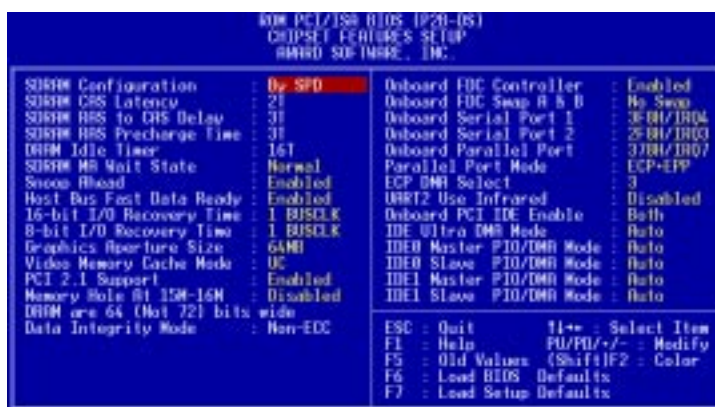 ROM PCI/ISA BIOS (P2B-DS)
CHIPSET FEATURES SETUP
AWARD SOFTWARE, INC.
SDRAM Configuration : By SPD
SDRAM CAS Latency : 2T
SDRAM RAS to CAS Delay : 3T
SDRAM RAS Precharge Time : 3T
DRAM Idle Timer : 16T
SDRAM MA Wait State : Normal
Snoop Ahead : Enabled
Host Bus Fast Data Ready : Enabled
16-bit I/O Recovery Time : 1 BUSCLK
8-bit I/O Recovery Time : 1 BUSCLK
Graphics Aperture Size : 64MB
Video Memory Cache Mode : UC
PCI 2.1 Support : Enabled
Memory Hole At 15M-16M : Disabled
DRAM are 64 (Not 72) bits wide
Data Integrity Mode : Non-ECC
Onboard FDC Controller : Enabled
Onboard FDC Swap A & B : No Swap
Onboard Serial Port 1 : 3F8H/IRQ4
Onboard Serial Port 2 : 2F8H/IRQ3
Onboard Parallel Port : 378H/IRQ7
Parallel Port Mode : ECP+EPP
ECP DMA Select : 3
UART2 Use Infrared : Disabled
Onboard PCI IDE Enable : Both
IDE Ultra DMA Mode : Auto
IDE0 Master PIO/DMA Mode : Auto
IDE0 Slave PIO/DMA Mode : Auto
IDE1 Master PIO/DMA Mode : Auto
IDE1 Slave PIO/DMA Mode : Auto
ESC : Quit ↑↓→← : Select Item
F1 : Help PU/PD/+/- : Modify
F5 : Old Values (Shift)F2 : Color
F6 : Load BIOS Defaults
F7 : Load Setup Defaults